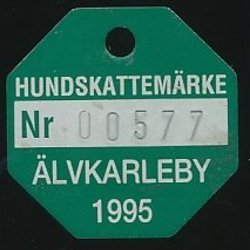 HUNDSKATTEMÄRKE
Nr 00577
ÄLVKARLEBY
1995